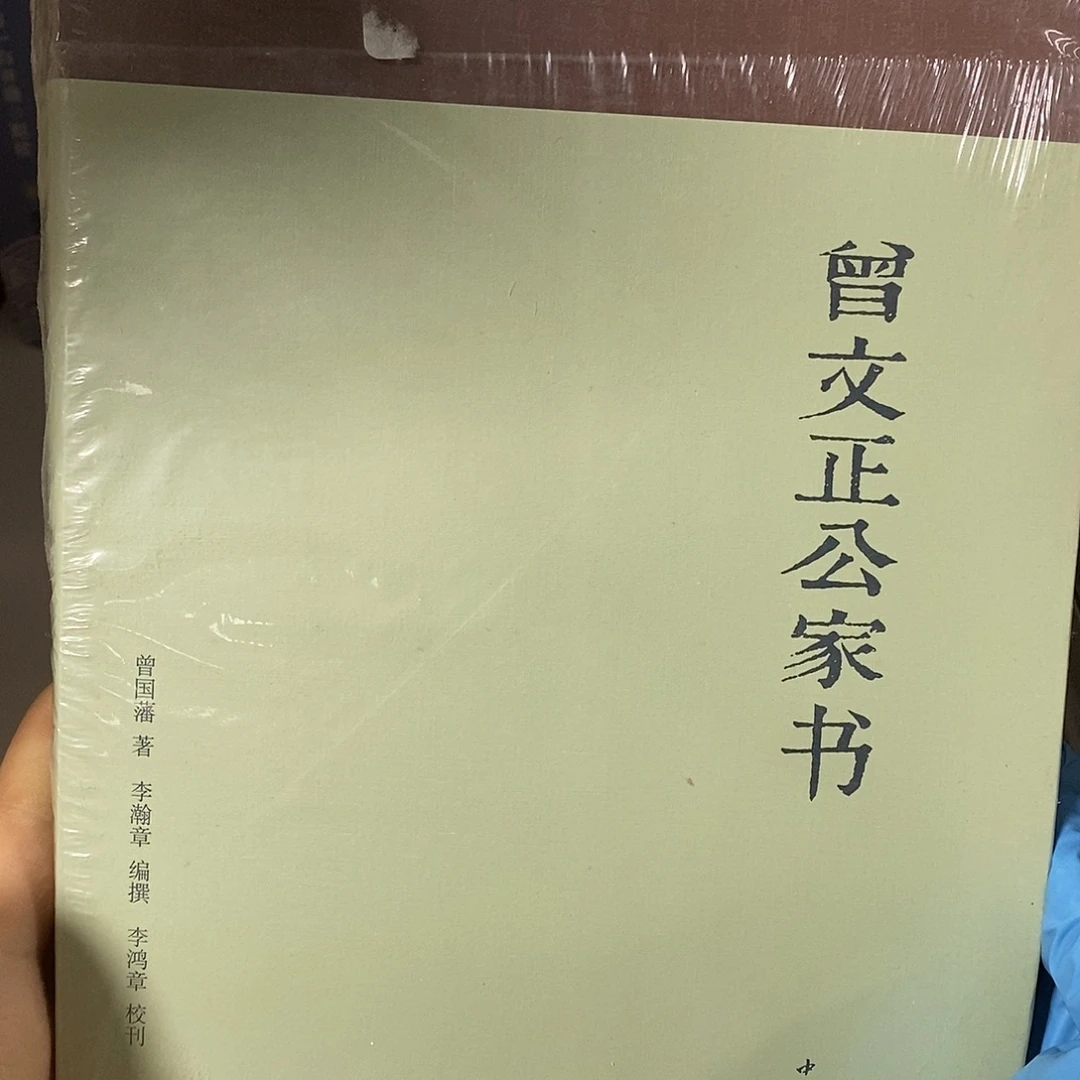 曾文正公家书
曾国藩 著 李瀚章 编撰 李鸿章 校刊
中